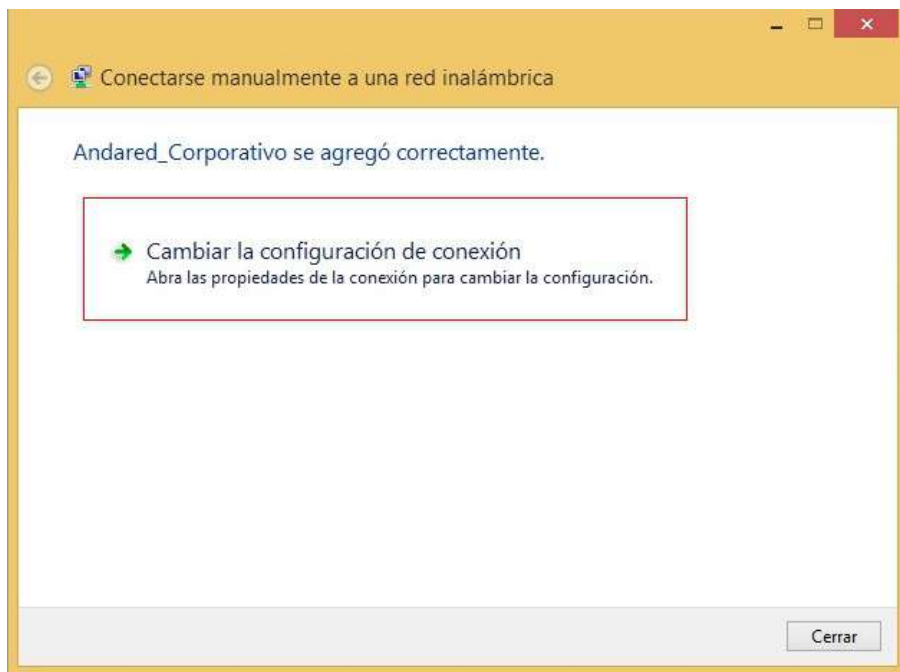 Conectarse manualmente a una red inalámbrica
Andared_Corporativo se agregó correctamente.
Cambiar la configuración de conexión
Abra las propiedades de la conexión para cambiar la configuración.
Cerrar